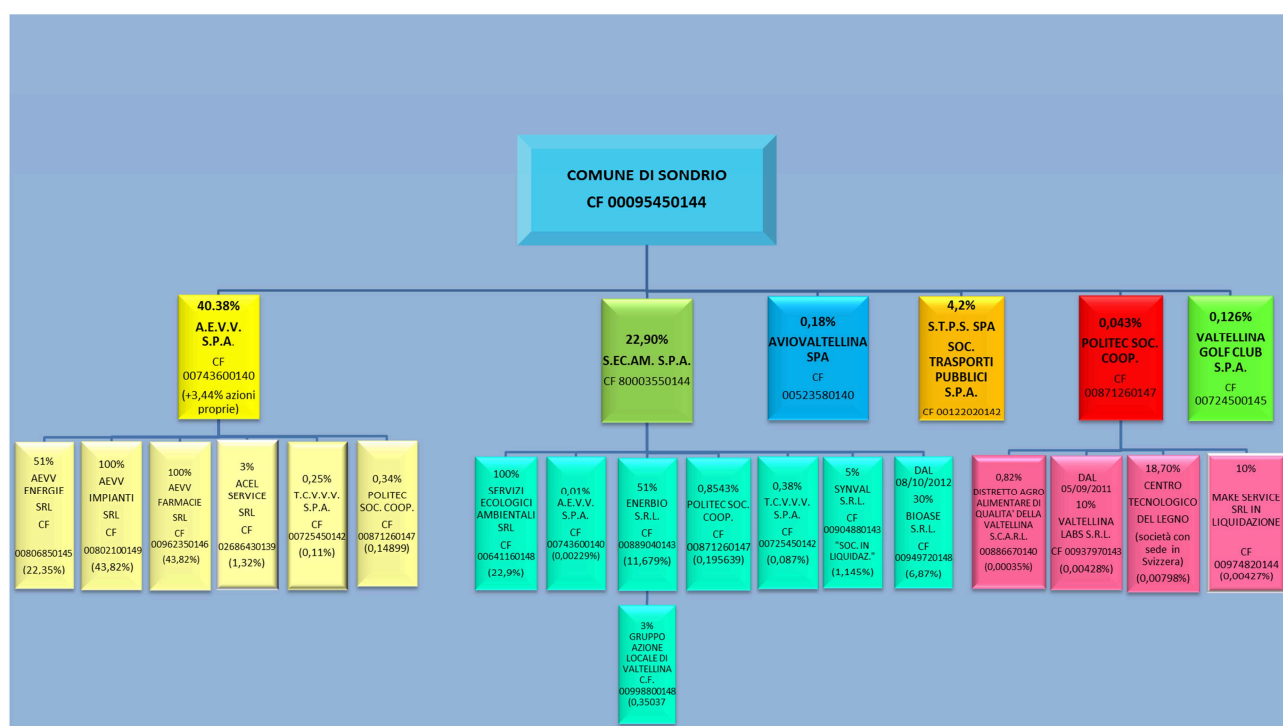 COMUNE DI SONDRIO
CF 00095450144
40.38%
A.E.V.V.
S.P.A.
CF
00743600140
(+3,44% azioni
proprie)
22,90%
S.EC.AM. S.P.A.
CF 80003550144
0,18%
AVIOVALTELLINA
SPA
CF
00523580140
4,2%
S.T.P.S. SPA
SOC.
TRASPORTI
PUBBLICI
S.P.A.
CF 00122020142
0,043%
POLITEC SOC.
COOP.
CF
00871260147
0,126%
VALTELLINA
GOLF CLUB
S.P.A.
CF
00724500145
51%
AEVV
ENERGIE
SRL
CF
00806850145
(22,35%)
100%
AEVV
IMPIANTI
SRL
CF
00802100149
(43,82%)
100%
AEVV
FARMACIE
SRL
CF
00962350146
(43,82%)
3%
ACEL
SERVICE
SRL
CF
02686430139
(1,32%)
0,25%
T.C.V.V.V.
S.P.A.
CF
00725450142
(0,11%)
0,34%
POLITEC
SOC. COOP.
CF
00871260147
(0,14899)
100%
SERVIZI
ECOLOGICI
AMBIENTALI
SRL
CF
00641160148
(22,9%)
0,01%
A.E.V.V.
S.P.A.
CF
00743600140
(0,00229%)
51%
ENERBIO
S.R.L.
CF
00889040143
(11,679%)
0,8543%
POLITEC SOC.
COOP.
CF
00871260147
(0,195639)
0,38%
T.C.V.V.V.
S.P.A.
CF
00725450142
(0,087%)
5%
SYNVAL
S.R.L.
CF
00904880143
"SOC. IN
LIQUIDAZ."
(1,145%)
DAL
08/10/2012
30%
BIOASE S.R.L.
CF
00949720148
(6,87%)
0,82%
DISTRETTO AGRO
ALIMENTARE DI
QUALITA' DELLA
VALTELLINA
S.C.A.R.L.
00886670140
(0,00035%)
DAL
05/09/2011
10%
VALTELLINA
LABS S.R.L.
CF 00937970143
(0,00428%)
18,70%
CENTRO
TECNOLOGICO
DEL LEGNO
(società con
sede in
Svizzera)
(0,00798%)
10%
MAKE SERVICE
SRL IN
LIQUIDAZIONE
CF
00974820144
(0,00427%)
3%
GRUPPO
AZIONE
LOCALE DI
VALTELLINA
C.F.
00998800148
(0,35037